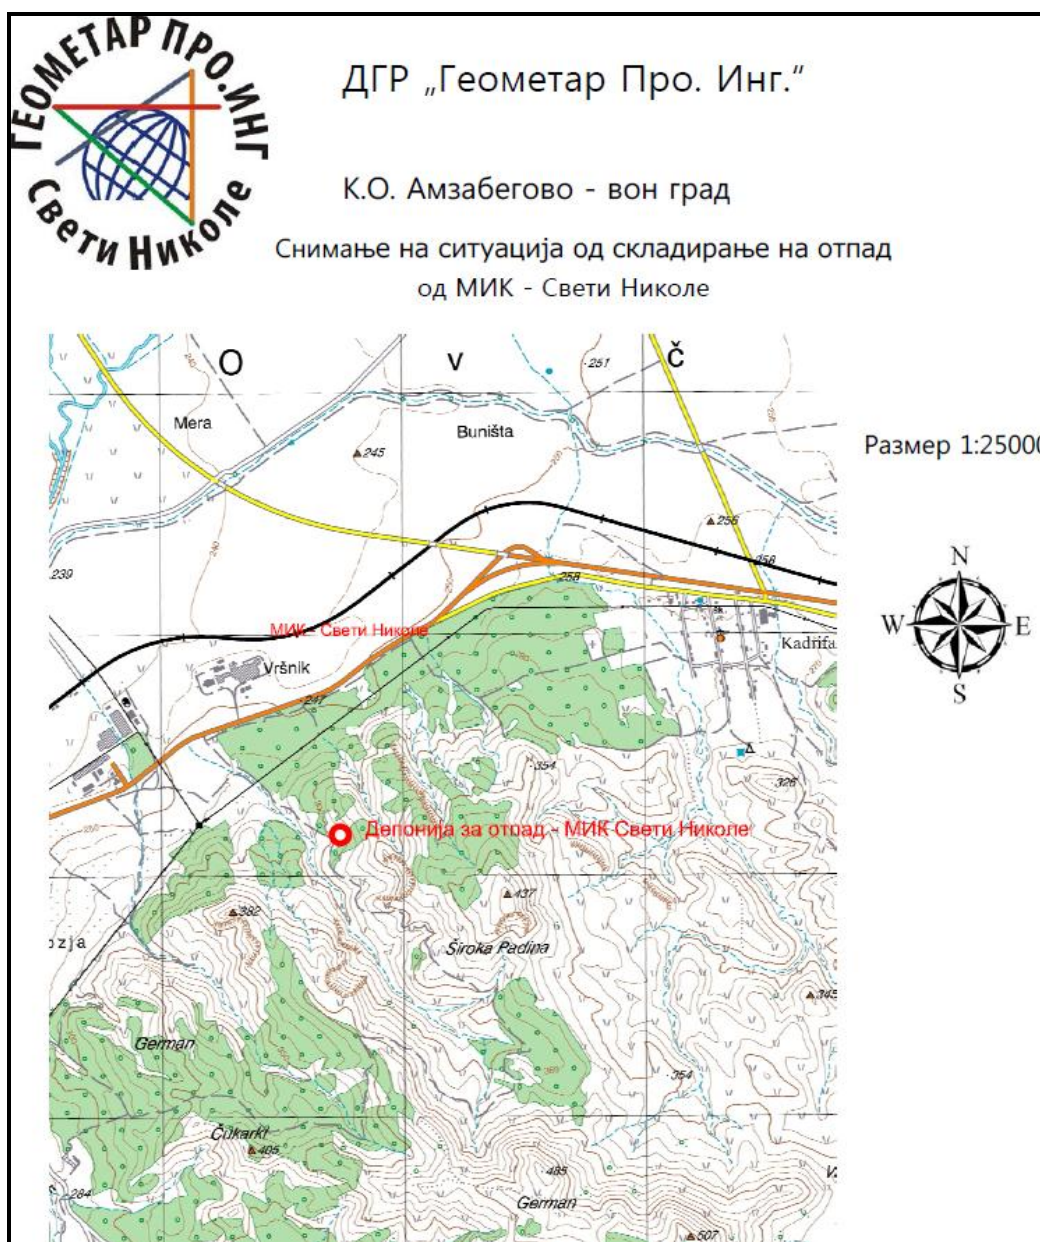 ГЕОМЕТАР ПРО.ИНГ
Свети Николе
ДГР „Геометар Про. Инг.“
К.О. Амзабегово - вон град
Снимање на ситуација од складирање на отпад
од МИК - Свети Николе
O V Č
251
Mera
Buništa
245
Размер 1:25000
256
239
258
258
N
W E
S
МИК - Свети Николе
Kadrifa
Vršnik
247
354
326
Депонија за отпад - МИК Свети Николе
437
382
ozja
Široka Padina
345
German
354
Čukarki
405
485
284
German
507